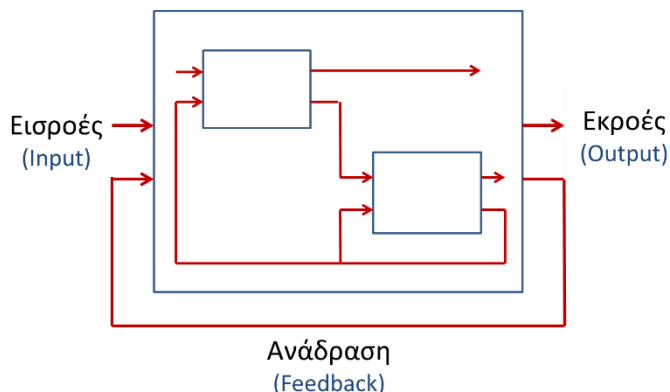 Εισροές
(Input)
Εκροές
(Output)
Ανάδραση
(Feedback)